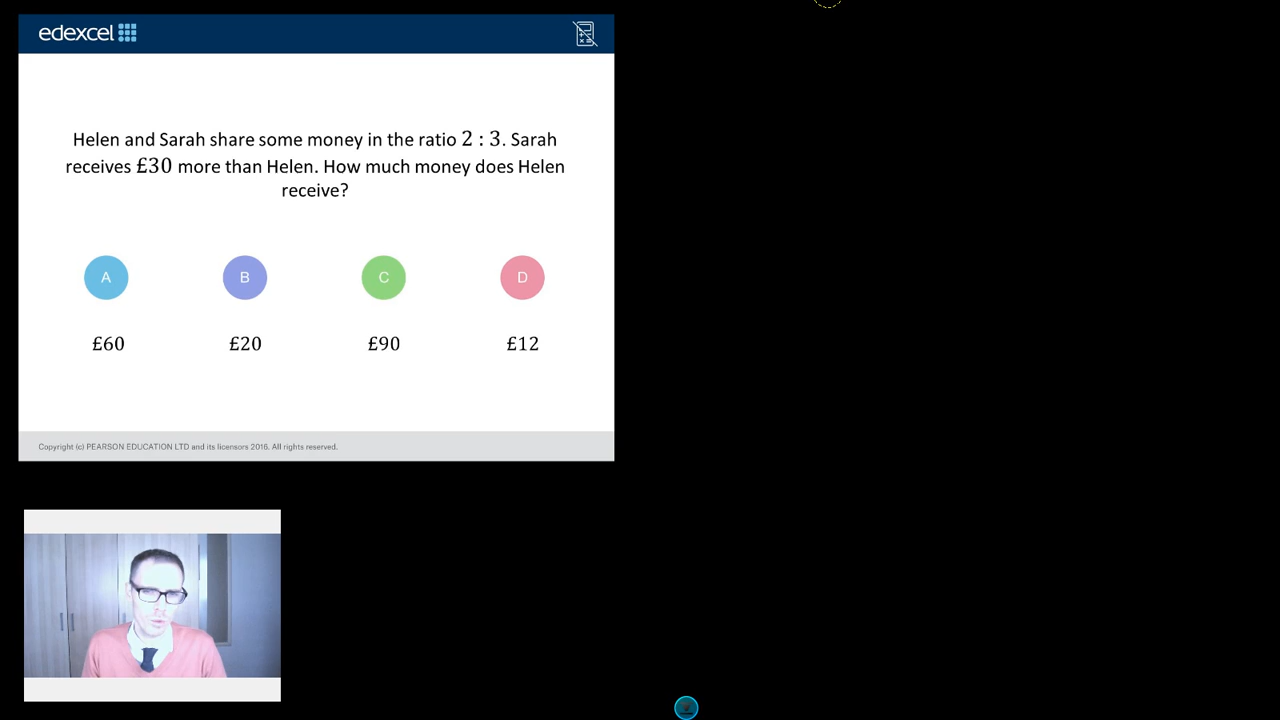 edexcel
Helen and Sarah share some money in the ratio 2 : 3. Sarah
receives £30 more than Helen. How much money does Helen
receive?
A B C D
£60 £20 £90 £12
Copyright (c) PEARSON EDUCATION LTD and its licensors 2016. All rights reserved.